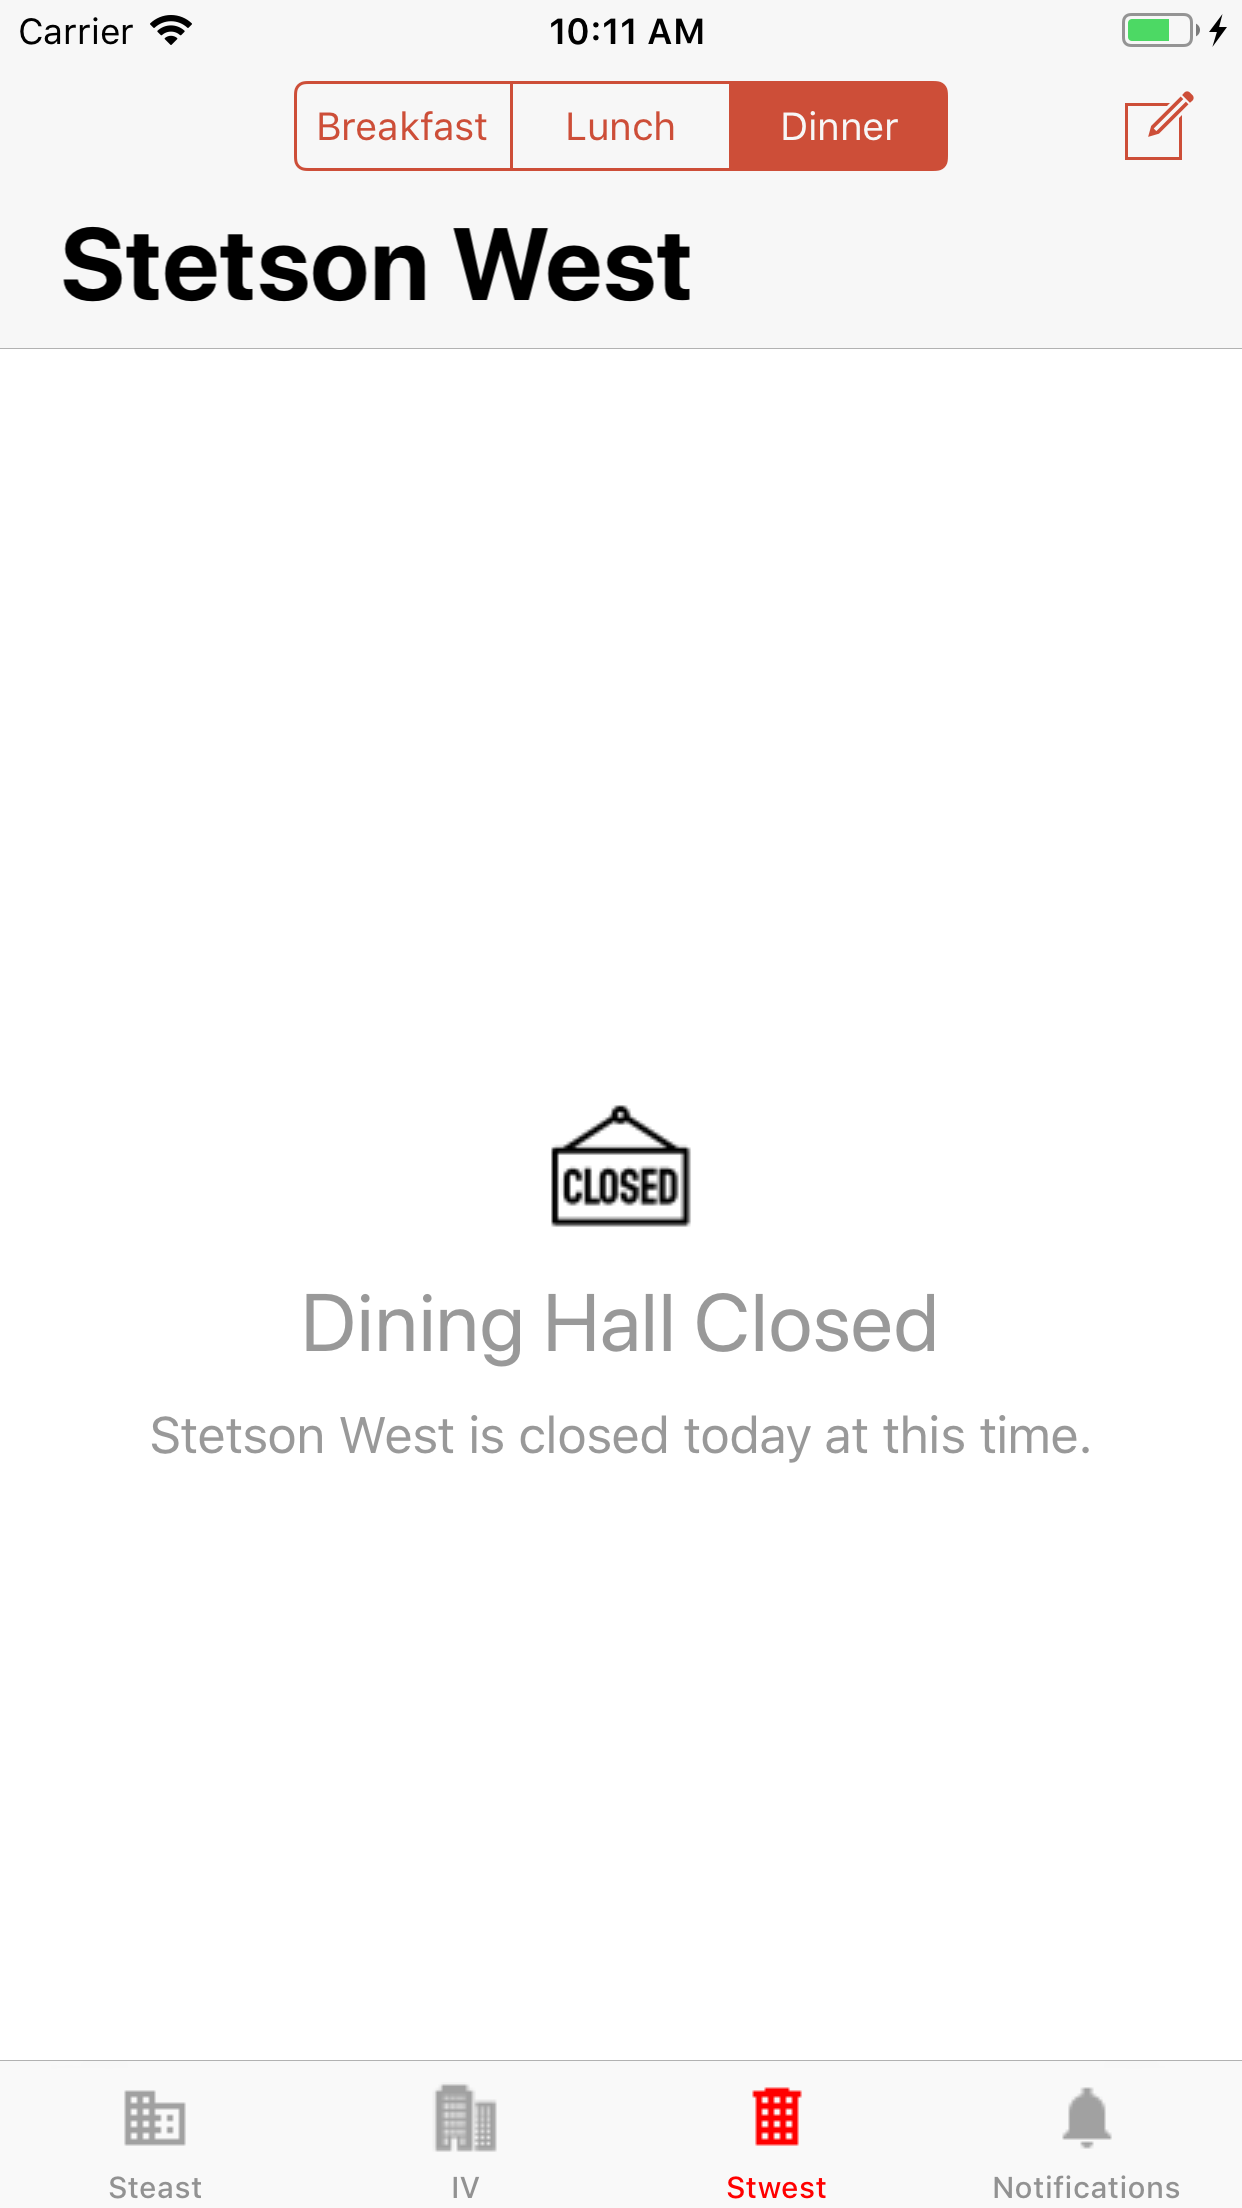 Carrier 10:11 AM
Breakfast Lunch Dinner
Stetson West
CLOSED
Dining Hall Closed
Stetson West is closed today at this time.
Steast IV Stwest Notifications